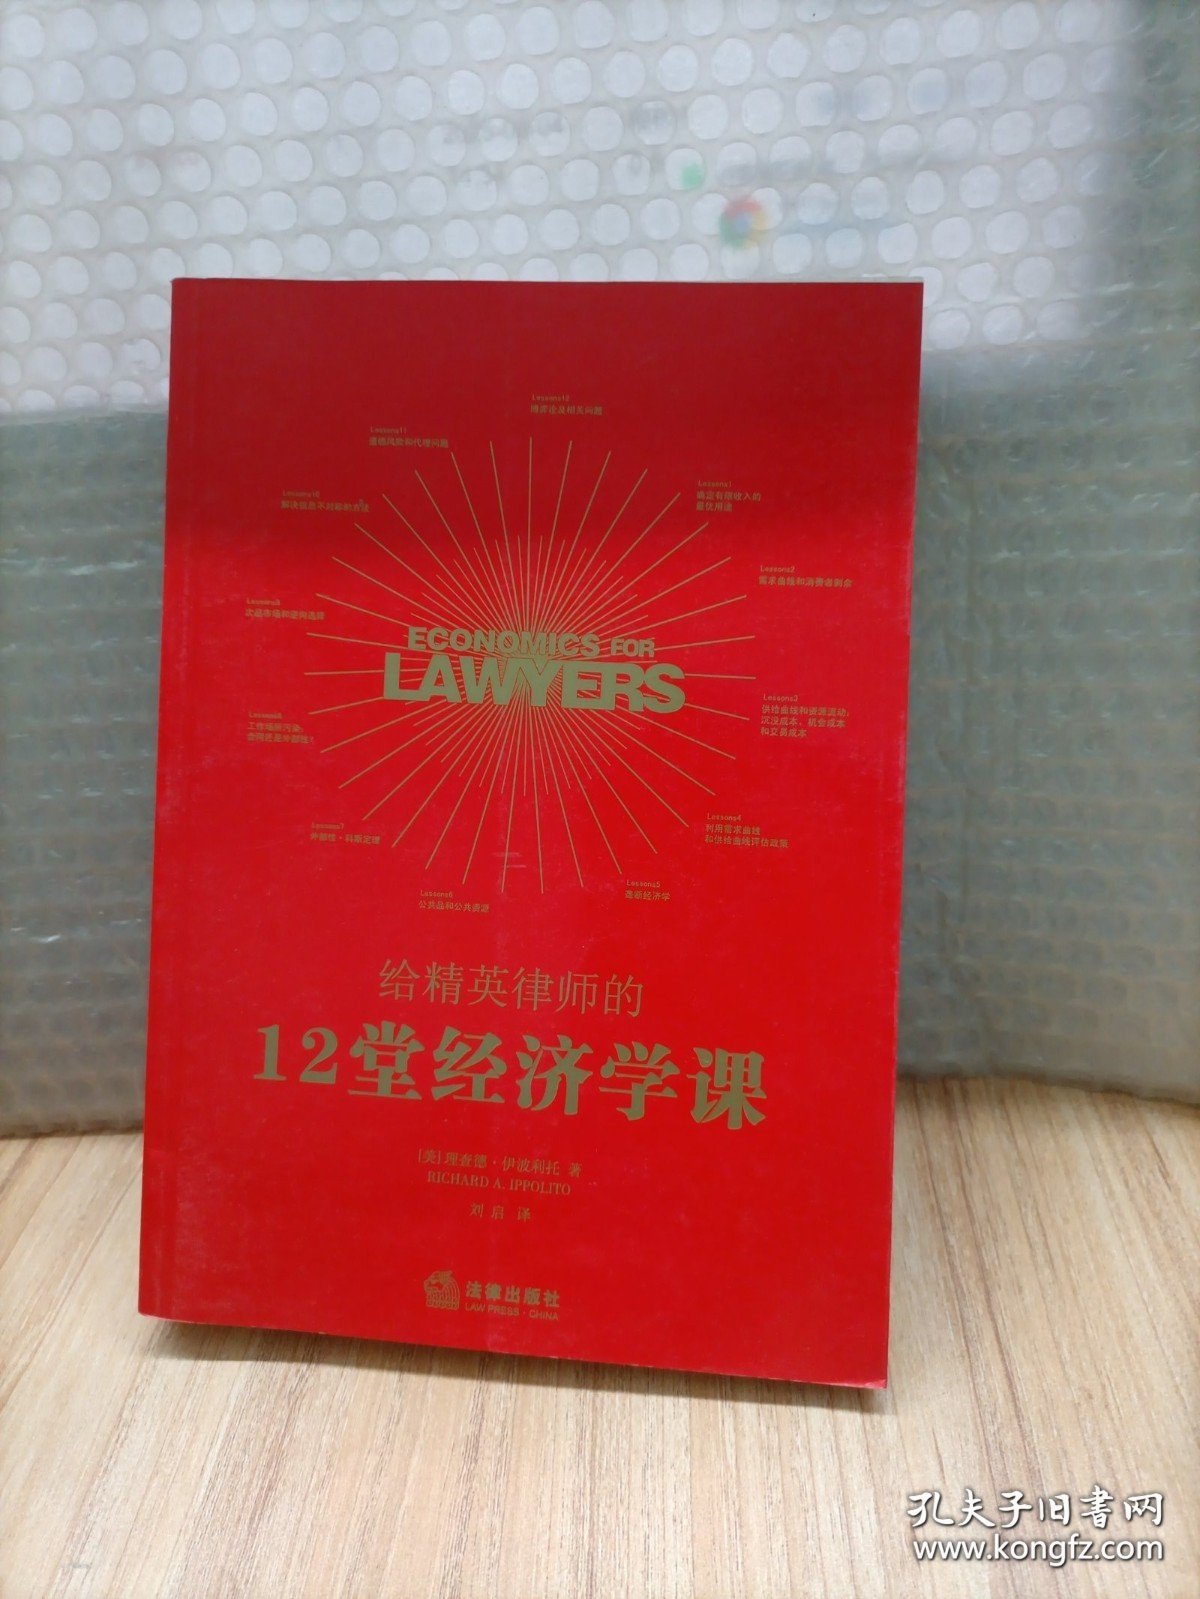 Lessons12
博弈论及相关问题
Lessons11
道德风险和代理问题
Lessons1
确定有限收入的
最优用途
Lessons10
解决信息不对称的方法
Lessons2
需求曲线和消费者剩余
Lessons9
次品市场和逆向选择
ECONOMICS FOR
LAWYERS
Lessons3
供给曲线和资源流动,
沉没成本、机会成本
和交易成本
Lessons8
工作场所污染:
合同还是外部性?
Lessons4
利用需求曲线
和供给曲线评估政策
Lessons7
外部性·科斯定理
Lessons5
垄断经济学
Lessons6
公共品和公共资源
给精英律师的
12堂经济学课
[美]理查德·伊波利托 著
RICHARD A. IPPOLITO
刘启 译
法律出版社
LAW PRESS·CHINA
孔夫子旧书网
www.kongfz.com